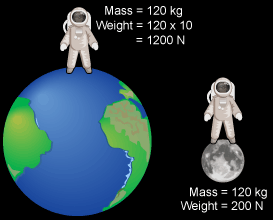 Mass = 120 kg
Weight = 120 x 10
= 1200 N
Mass = 120 kg
Weight = 200 N